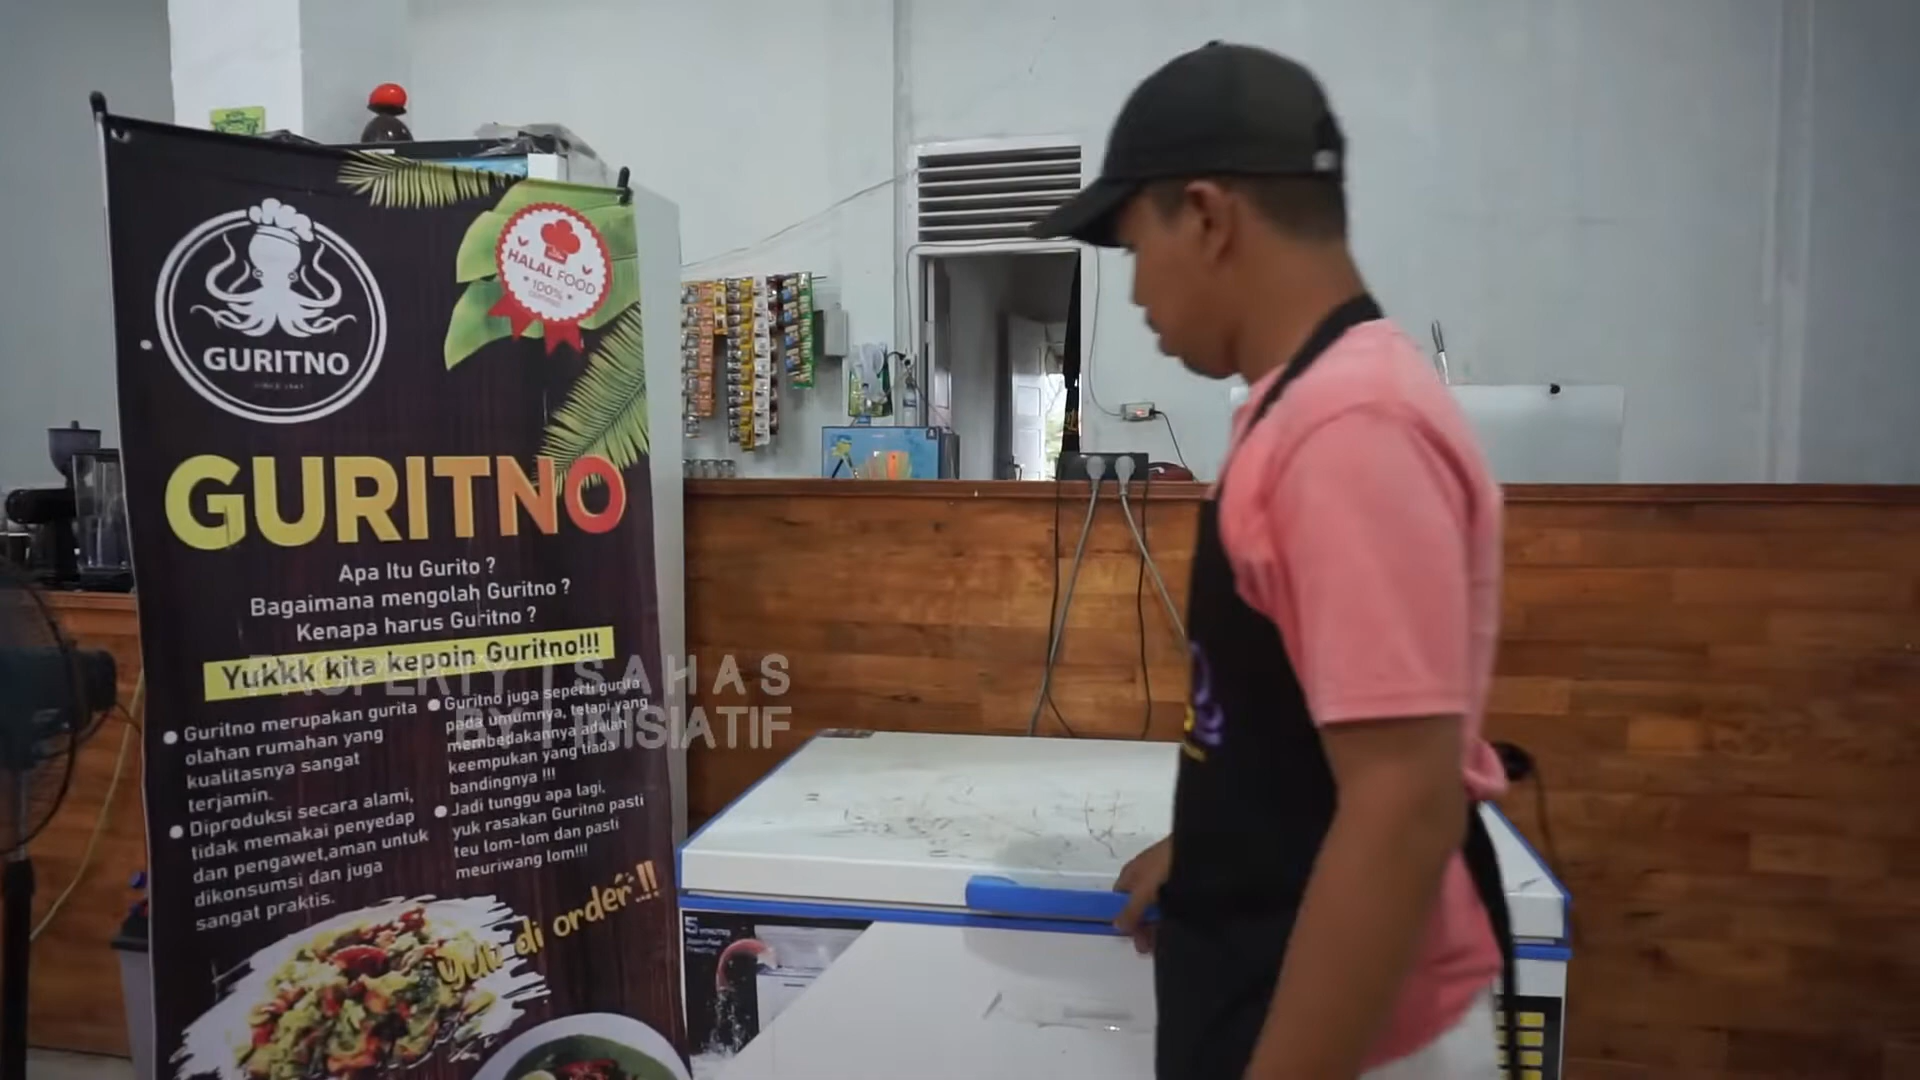 HALAL FOOD
100%
GURITNO
GURITNO
Apa Itu Gurito ?
Bagaimana mengolah Guritno ?
Kenapa harus Guritno ?
Yukkk kita kepoin Guritno!!!
Guritno merupakan gurita
olahan rumahan yang
kualitasnya sangat
terjamin.
Diproduksi secara alami,
tidak memakai penyedap
dan pengawet,aman untuk
dikonsumsi dan juga
sangat praktis.
Guritno juga seperti gurita
pada umumnya, tetapi yang
membedakannya adalah
keempukan yang tiada
bandingnya !!!
Jadi tunggu apa lagi,
yuk rasakan Guritno pasti
teu lom-lom dan pasti
meuriwang lom!!!
yuk di order !!
PROPERTY BY
SAHAS
INISIATIF